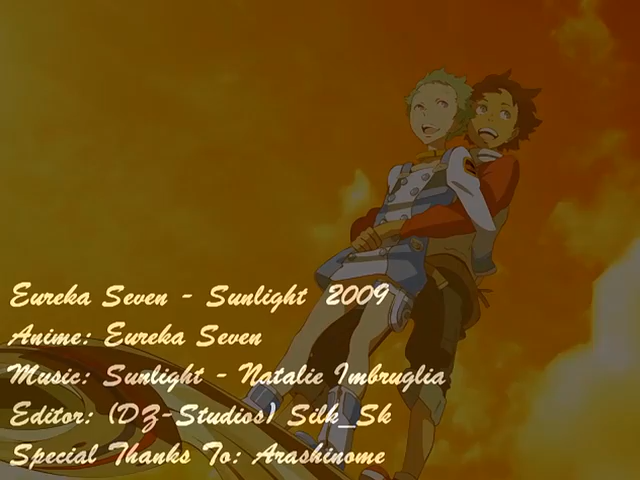 Eureka Seven - Sunlight 2009
Anime: Eureka Seven
Music: Sunlight - Natalie Imbruglia
Editor: (DZ-Studios) Silk_Sk
Special Thanks To: Arashinome